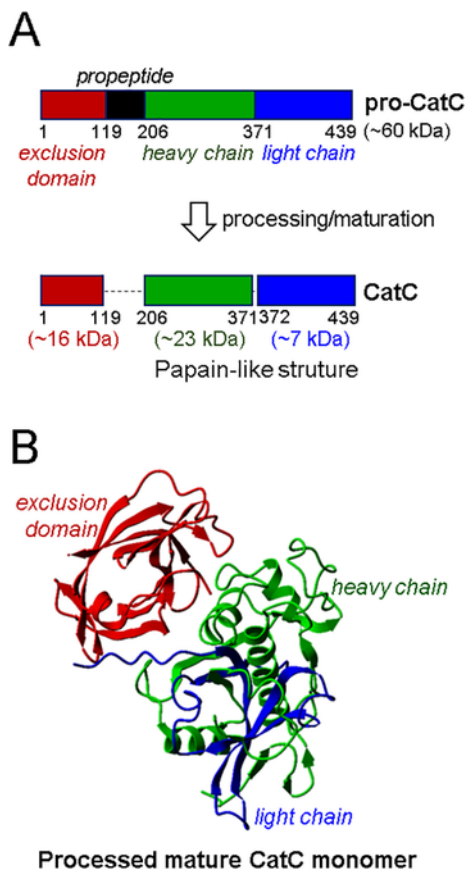 A
propeptide
pro-CatC
1 119 206 371 439 (~60 kDa)
exclusion domain heavy chain light chain
processing/maturation
CatC
1 119 206 371 372 439
(~16 kDa) (~23 kDa) (~7 kDa)
Papain-like struture
B
exclusion
domain
heavy chain
light chain
Processed mature CatC monomer